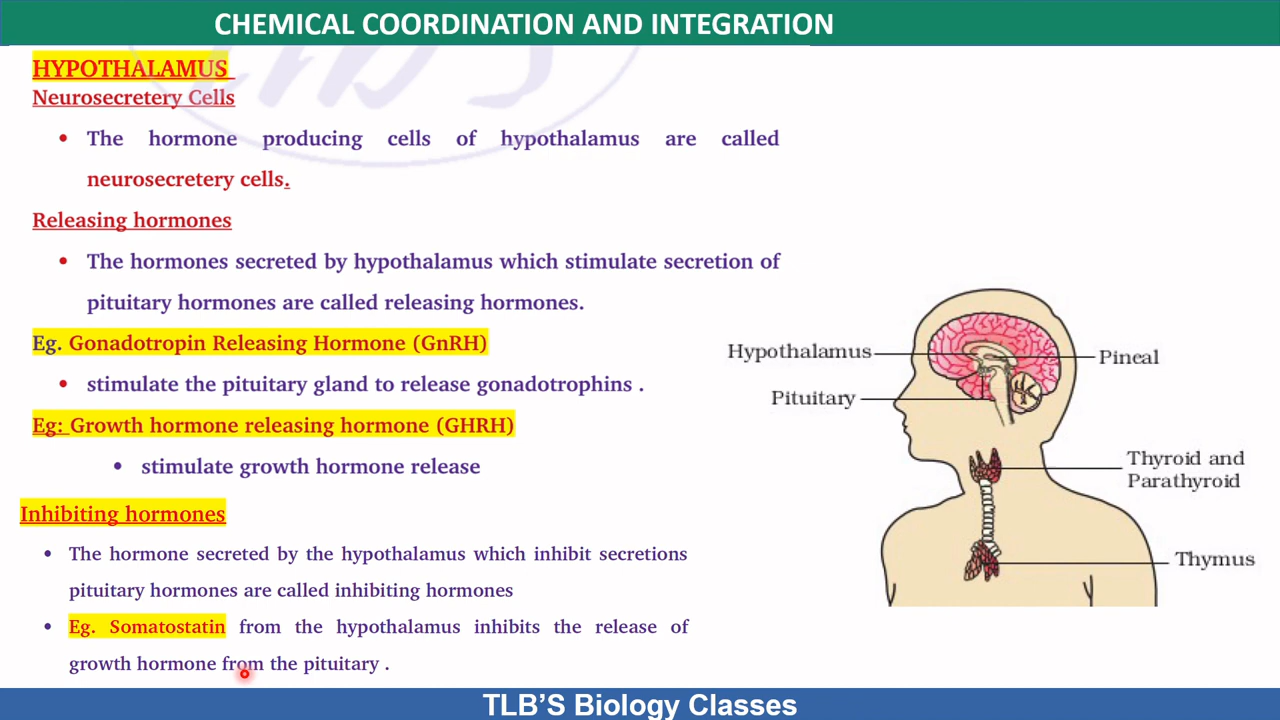 CHEMICAL COORDINATION AND INTEGRATION
HYPOTHALAMUS
Neurosecretery Cells
• The hormone producing cells of hypothalamus are called
neurosecretery cells.
Releasing hormones
• The hormones secreted by hypothalamus which stimulate secretion of
pituitary hormones are called releasing hormones.
Eg. Gonadotropin Releasing Hormone (GnRH)
• stimulate the pituitary gland to release gonadotrophins .
Eg: Growth hormone releasing hormone (GHRH)
• stimulate growth hormone release
Inhibiting hormones
• The hormone secreted by the hypothalamus which inhibit secretions
pituitary hormones are called inhibiting hormones
• Eg. Somatostatin from the hypothalamus inhibits the release of
growth hormone from the pituitary .
Hypothalamus
Pineal
Pituitary
Thyroid and
Parathyroid
Thymus
TLB'S Biology Classes